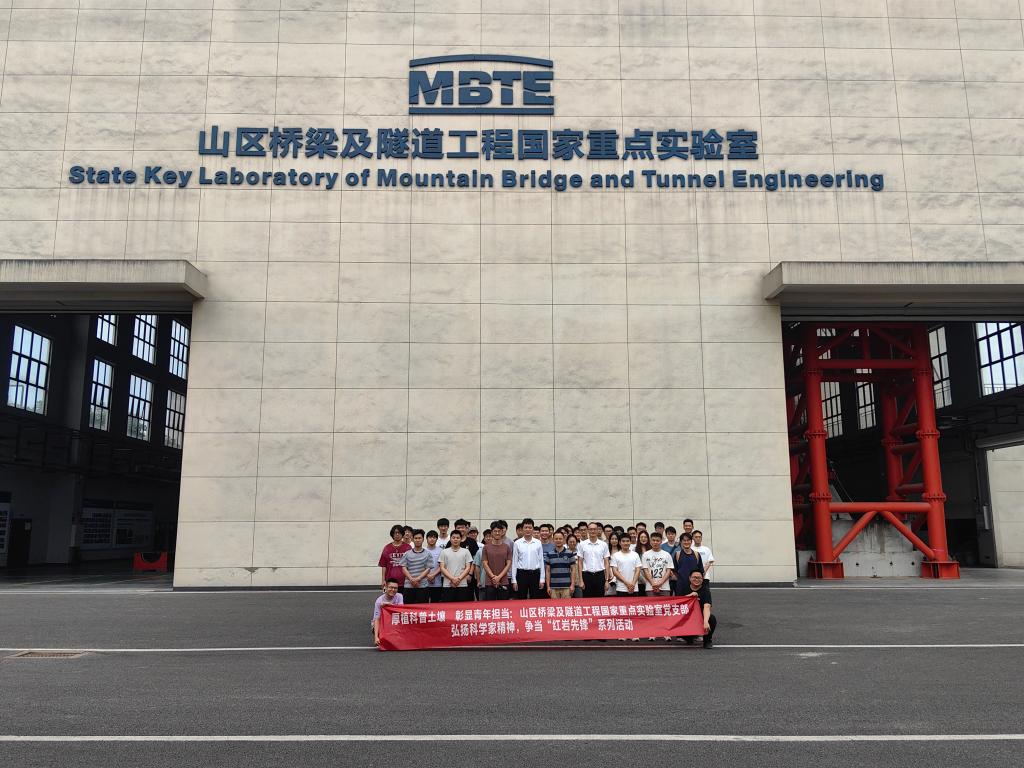 MBTE
山区桥梁及隧道工程国家重点实验室
State Key Laboratory of Mountain Bridge and Tunnel Engineering
厚植科普土壤 彰显青年担当：山区桥梁及隧道工程国家重点实验室党支部
弘扬科学家精神，争当“红岩先锋”系列活动
123